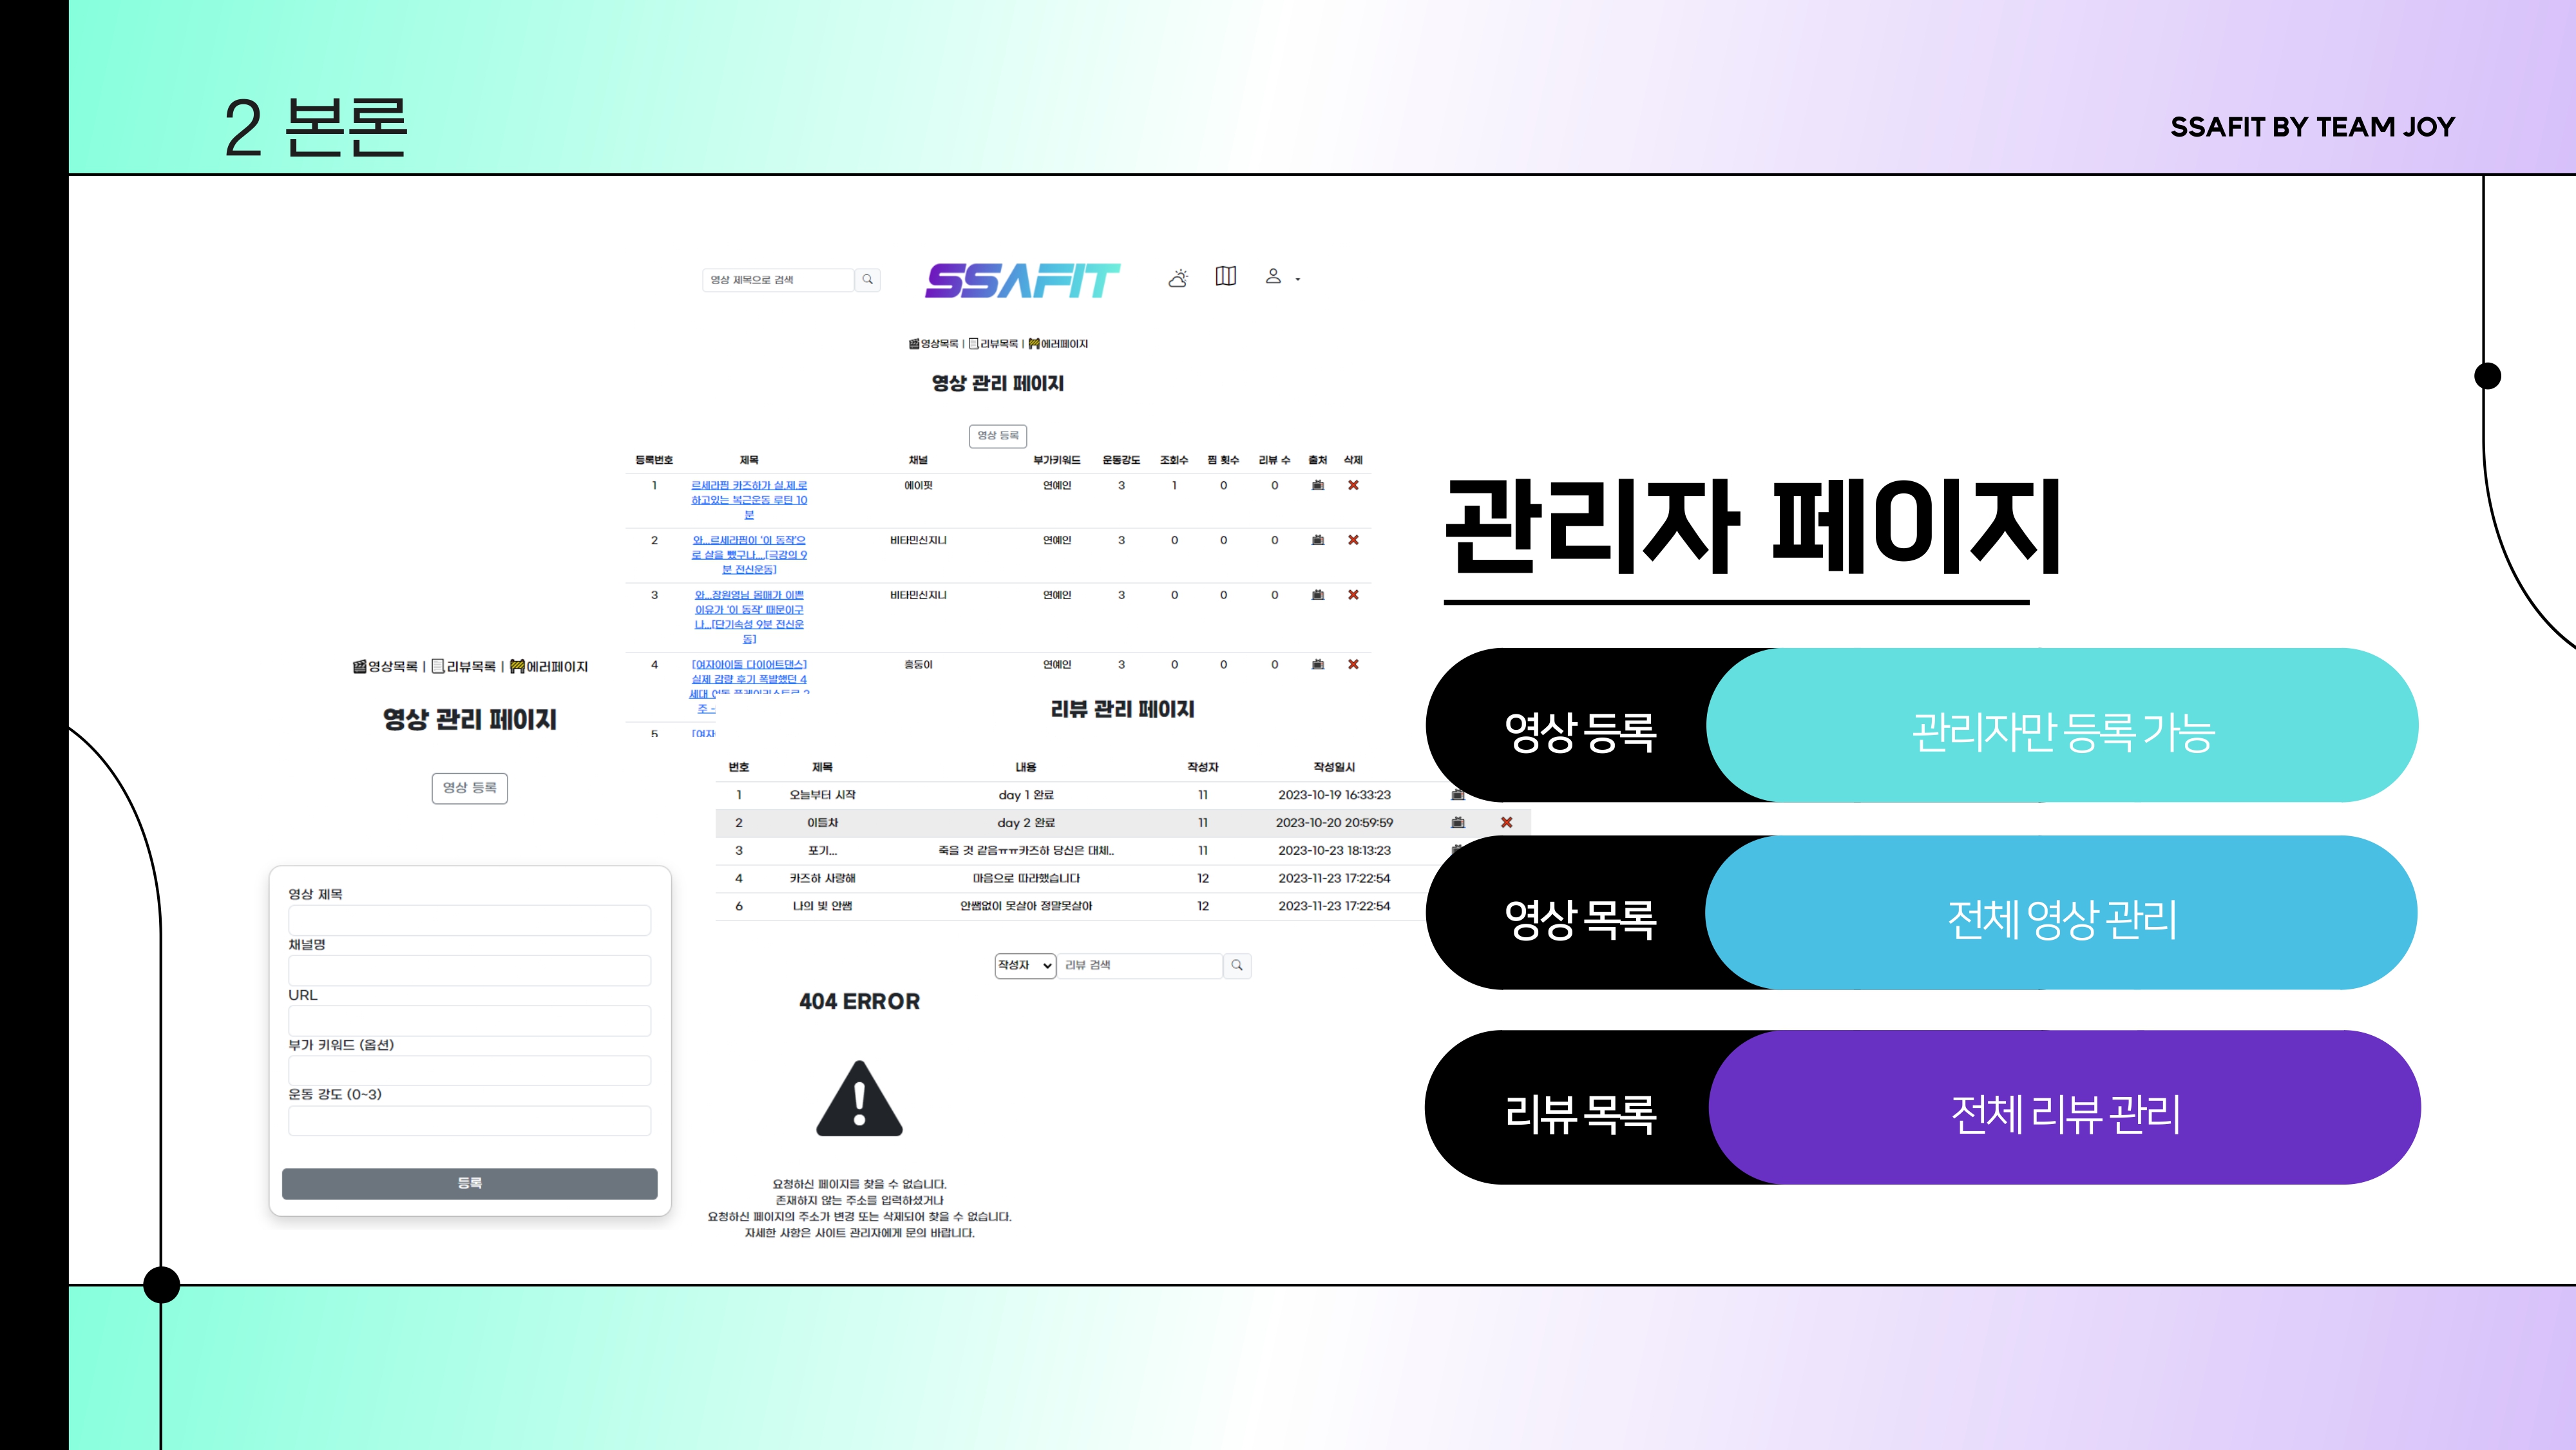 2 본론
SSAFIT BY TEAM JOY
영상 제목으로 검색
SSAFIT
영상목록 | 리뷰목록 | 에러페이지
영상 관리 페이지
영상 등록
등록번호 제목 채널 부가키워드 운동강도 조회수 찜 횟수 리뷰 수 출처 삭제
1 르세라핌 카즈하가 실.제.로 에이핏 연예인 3 1 0 0
하고있는 복근운동 루틴 10
분
2 와...르세라핌이 '이 동작'으 비타민신지니 연예인 3 0 0 0
로 살을 뺐구나....[극강의 9
분 전신운동]
3 와...장원영님 몸매가 이쁜 비타민신지니 연예인 3 0 0 0
이유가 '이 동작' 때문이구
나...[단기속성 9분 전신운
동]
4 [여자아이돌 다이어트댄스] 흥둥이 연예인 3 0 0 0
실제 감량 후기 폭발했던 4
세대
주 -
5 [여자
영상목록 | 리뷰목록 | 에러페이지
영상 관리 페이지
영상 등록
영상 제목
채널명
URL
부가 키워드 (옵션)
운동 강도 (0~3)
등록
리뷰 관리 페이지
번호 제목 내용 작성자 작성일시
1 오늘부터 시작 day 1 완료 11 2023-10-19 16:33:23
2 이틀차 day 2 완료 11 2023-10-20 20:59:59
3 포기... 죽을 것 같음ㅠㅠ카즈하 당신은 대체.. 11 2023-10-23 18:13:23
4 카즈하 사랑해 마음으로 따라했습니다 12 2023-11-23 17:22:54
6 나의 빛 안쌤 안쌤없이 못살아 정말못살아 12 2023-11-23 17:22:54
작성자 리뷰 검색
404 ERROR
요청하신 페이지를 찾을 수 없습니다.
존재하지 않는 주소를 입력하셨거나
요청하신 페이지의 주소가 변경 또는 삭제되어 찾을 수 없습니다.
자세한 사항은 사이트 관리자에게 문의 바랍니다.
관리자 페이지
영상 등록 관리자만 등록 가능
영상 목록 전체 영상 관리
리뷰 목록 전체 리뷰 관리